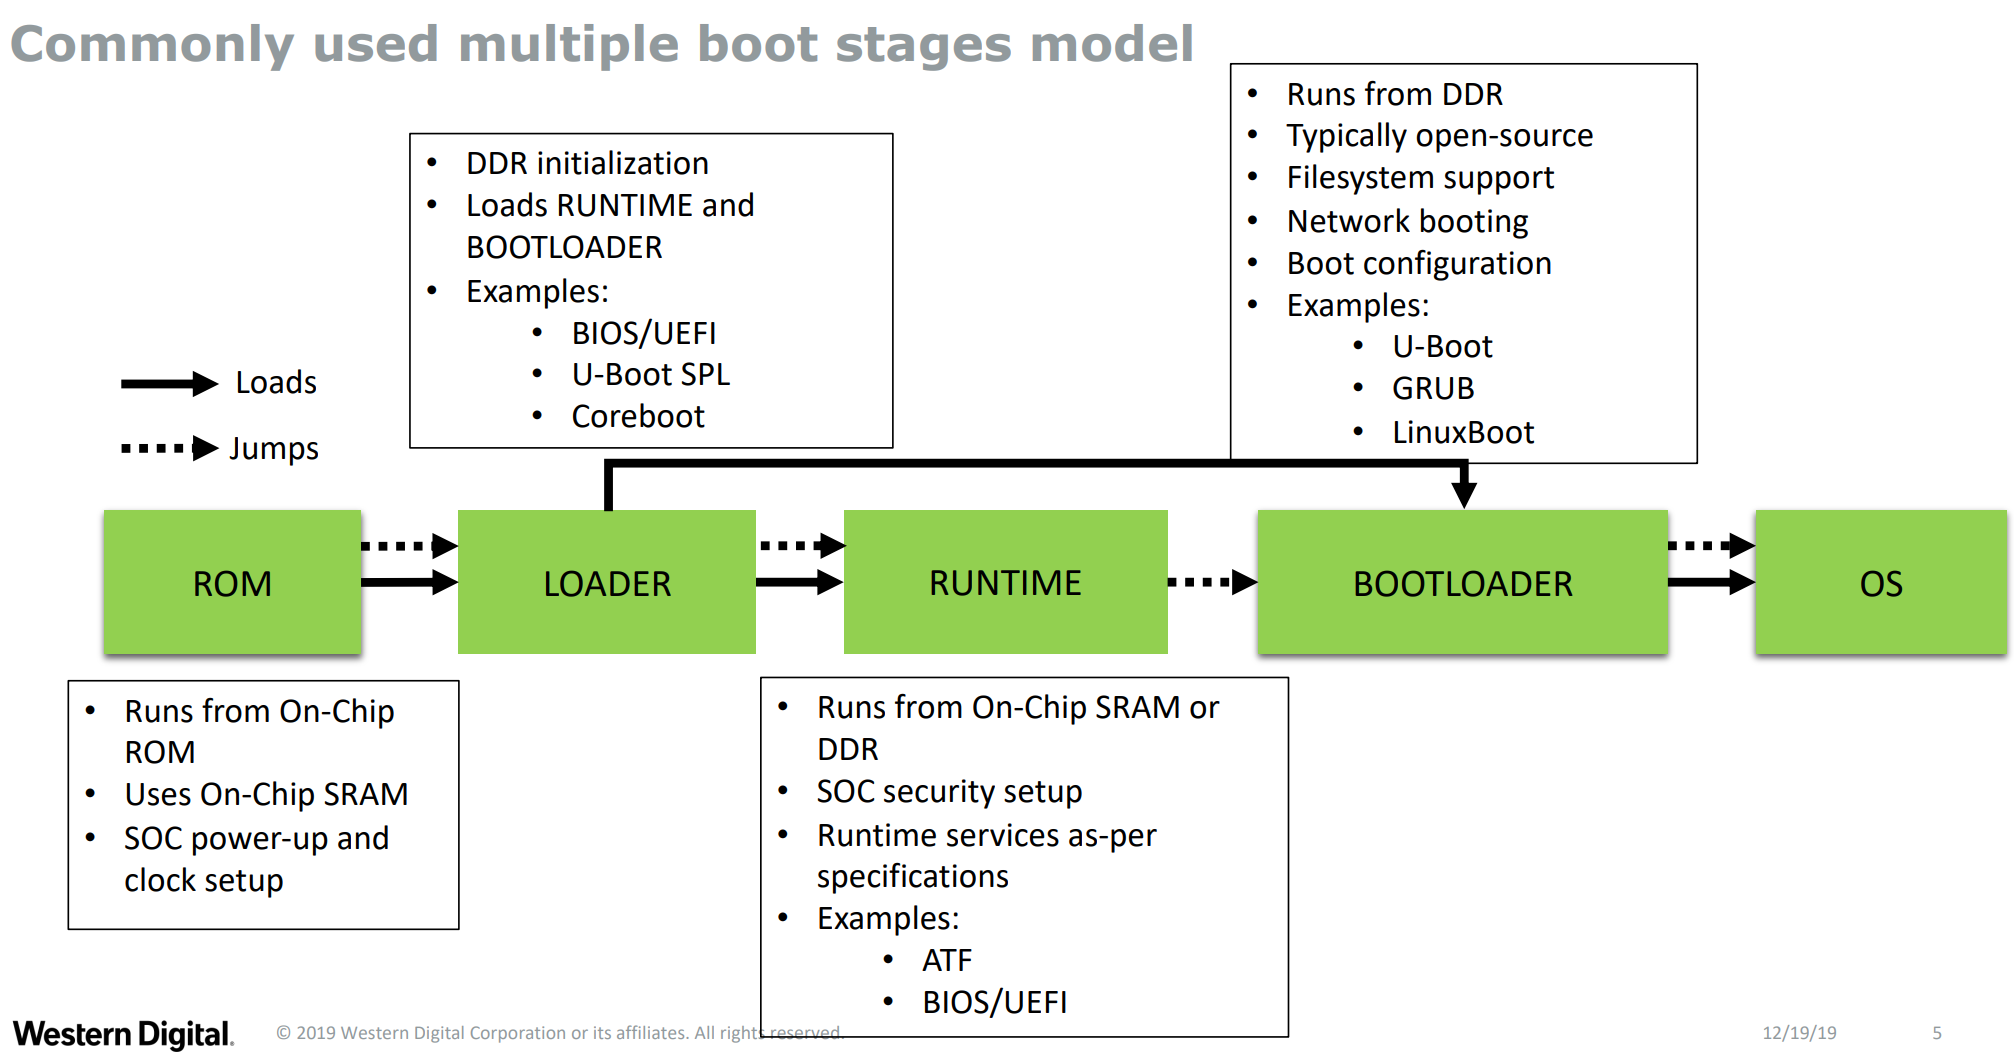 Commonly used multiple boot stages model
• DDR initialization
• Loads RUNTIME and
BOOTLOADER
• Examples:
• BIOS/UEFI
• U-Boot SPL
• Coreboot
• Runs from DDR
• Typically open-source
• Filesystem support
• Network booting
• Boot configuration
• Examples:
• U-Boot
• GRUB
• LinuxBoot
Loads
Jumps
ROM
LOADER
RUNTIME
BOOTLOADER
OS
• Runs from On-Chip
ROM
• Uses On-Chip SRAM
• SOC power-up and
clock setup
• Runs from On-Chip SRAM or
DDR
• SOC security setup
• Runtime services as-per
specifications
• Examples:
• ATF
• BIOS/UEFI
Western Digital.
© 2019 Western Digital Corporation or its affiliates. All rights reserved.
12/19/19
5